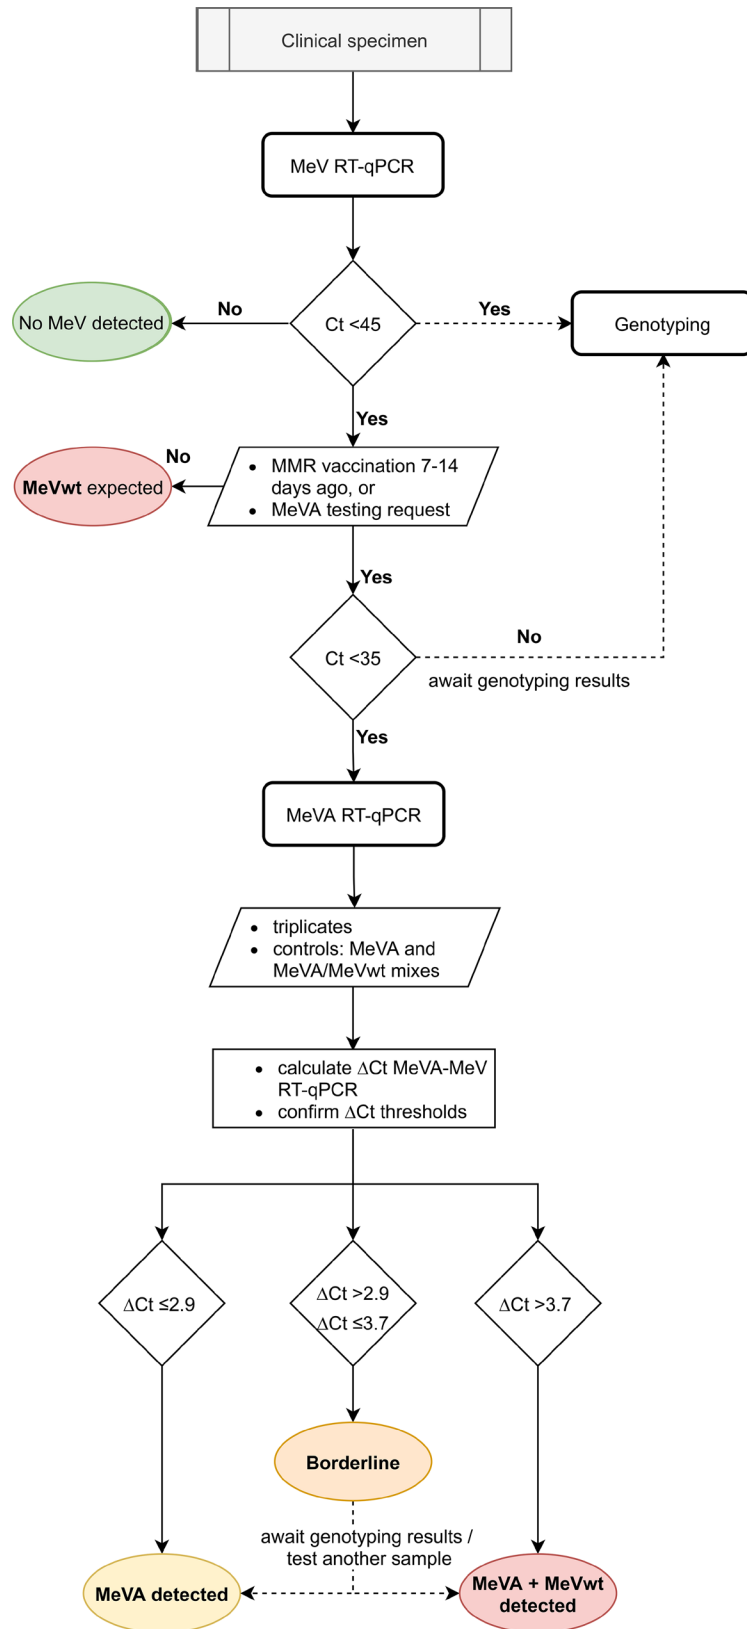 Clinical specimen
MeV RT-qPCR
No
Ct <45
Yes
No MeV detected
Genotyping
Yes
No
MeVwt expected
• MMR vaccination 7-14
days ago, or
• MeVA testing request
Yes
Ct <35
No
await genotyping results
Yes
MeVA RT-qPCR
• triplicates
• controls: MeVA and
MeVA/MeVwt mixes
• calculate ΔCt MeVA-MeV
RT-qPCR
• confirm ΔCt thresholds
ΔCt ≤2.9
ΔCt >2.9
ΔCt ≤3.7
ΔCt >3.7
Borderline
await genotyping results /
test another sample
MeVA detected
MeVA + MeVwt
detected